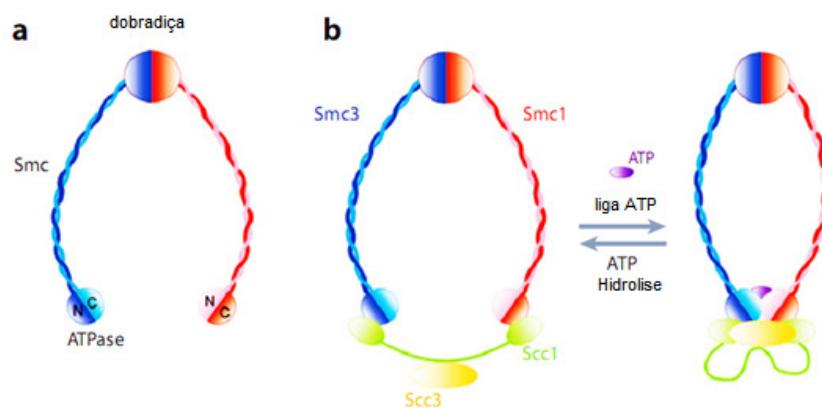 a
dobradiça
Smc
N C
ATPase
N
C
b
Smc3
Smc1
Scc1
Scc3
ATP
liga ATP
ATP
Hidrolise